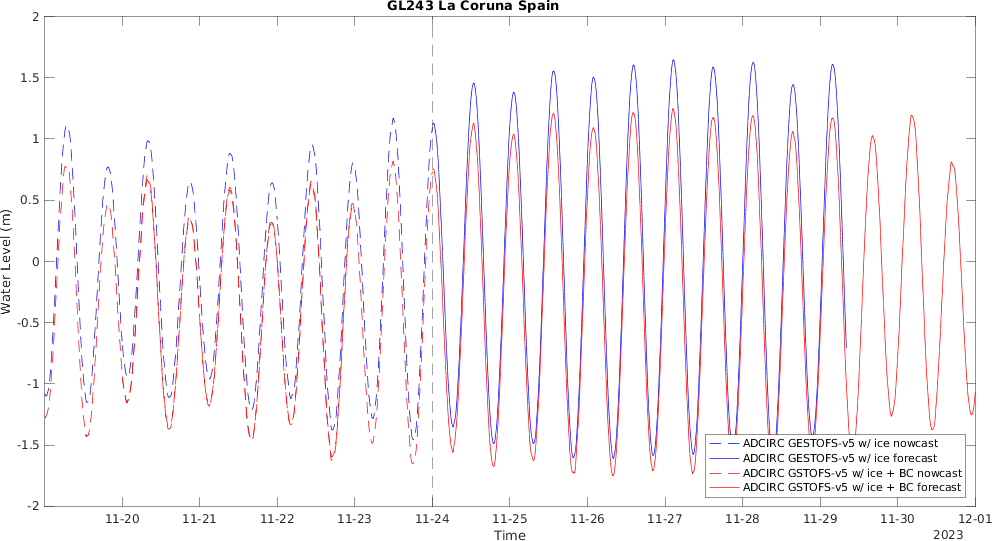 GL243 La Coruna Spain
Water Level (m)
2
1.5
1
0.5
0
-0.5
-1
-1.5
-2
ADCIRC GESTOFS-v5 w/ ice nowcast
ADCIRC GESTOFS-v5 w/ ice forecast
ADCIRC GSTOFS-v5 w/ ice + BC nowcast
ADCIRC GSTOFS-v5 w/ ice + BC forecast
11-20 11-21 11-22 11-23 11-24 11-25 11-26 11-27 11-28 11-29 11-30 12-01
Time
2023